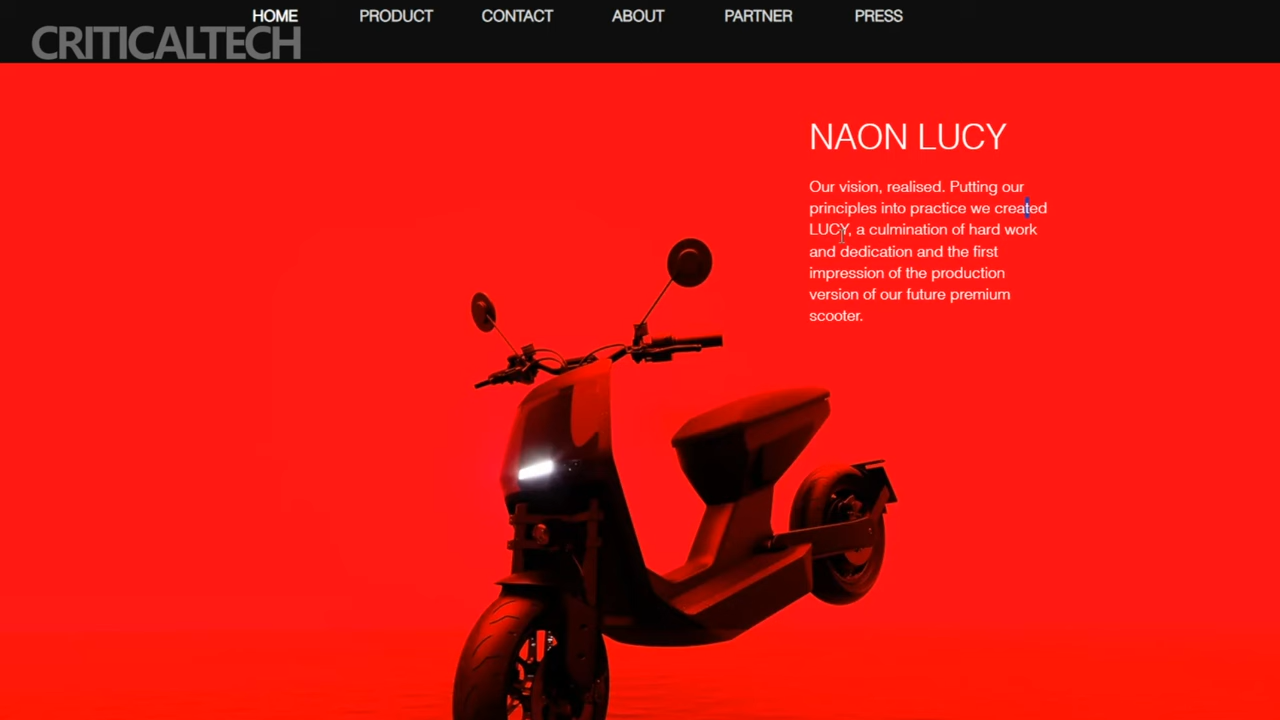 HOME PRODUCT CONTACT ABOUT PARTNER PRESS
CRITICALTECH
NAON LUCY
Our vision, realised. Putting our
principles into practice we created
LUCY, a culmination of hard work
and dedication and the first
impression of the production
version of our future premium
scooter.